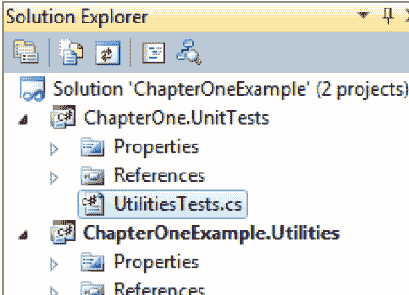 Solution Explorer
Solution 'ChapterOneExample' (2 projects)
ChapterOne.UnitTests
Properties
References
UtilitiesTests.cs
ChapterOneExample.Utilities
Properties
References